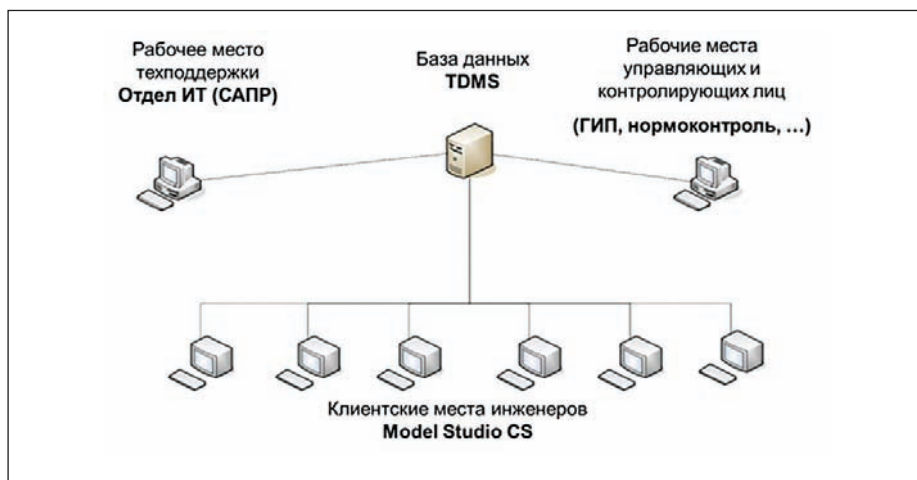 Рабочее место
техподдержки
Отдел ИТ (САПР)
База данных
TDMS
Рабочие места
управляющих и
контролирующих лиц
(ГИП, нормоконтроль, ...)
Клиентские места инженеров
Model Studio CS